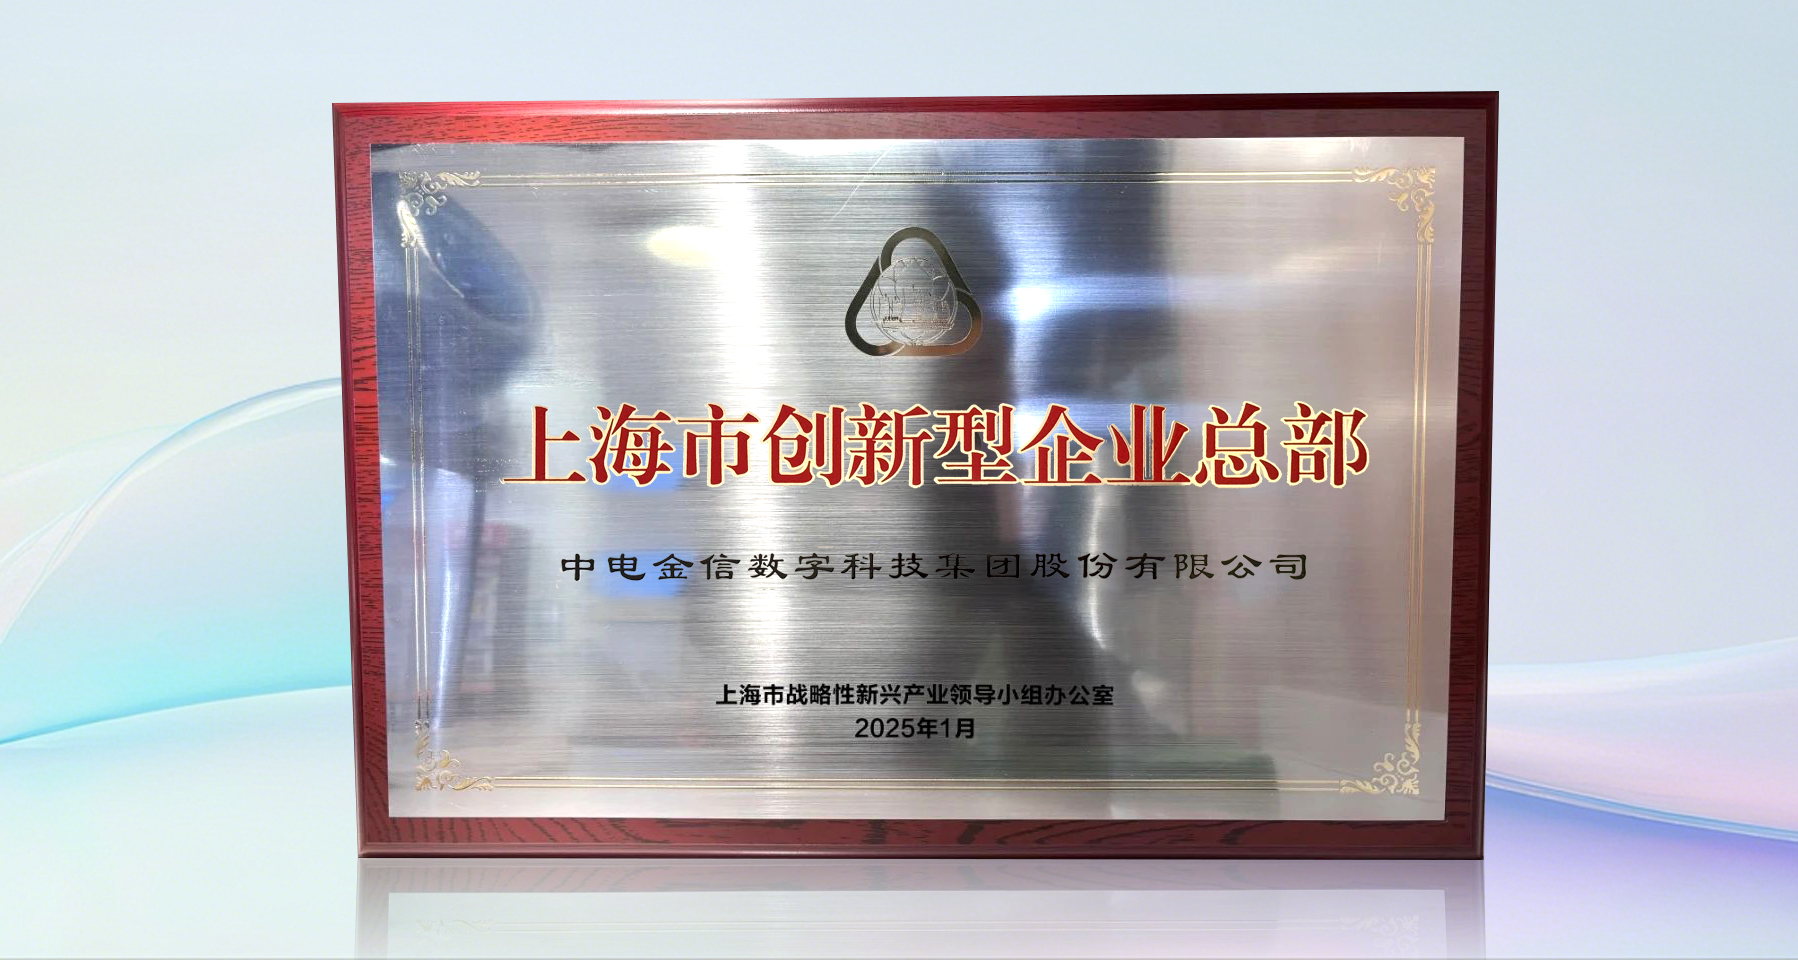 上海市创新型企业总部
中电金信数字科技集团股份有限公司
上海市战略性新兴产业领导小组办公室
2025年1月